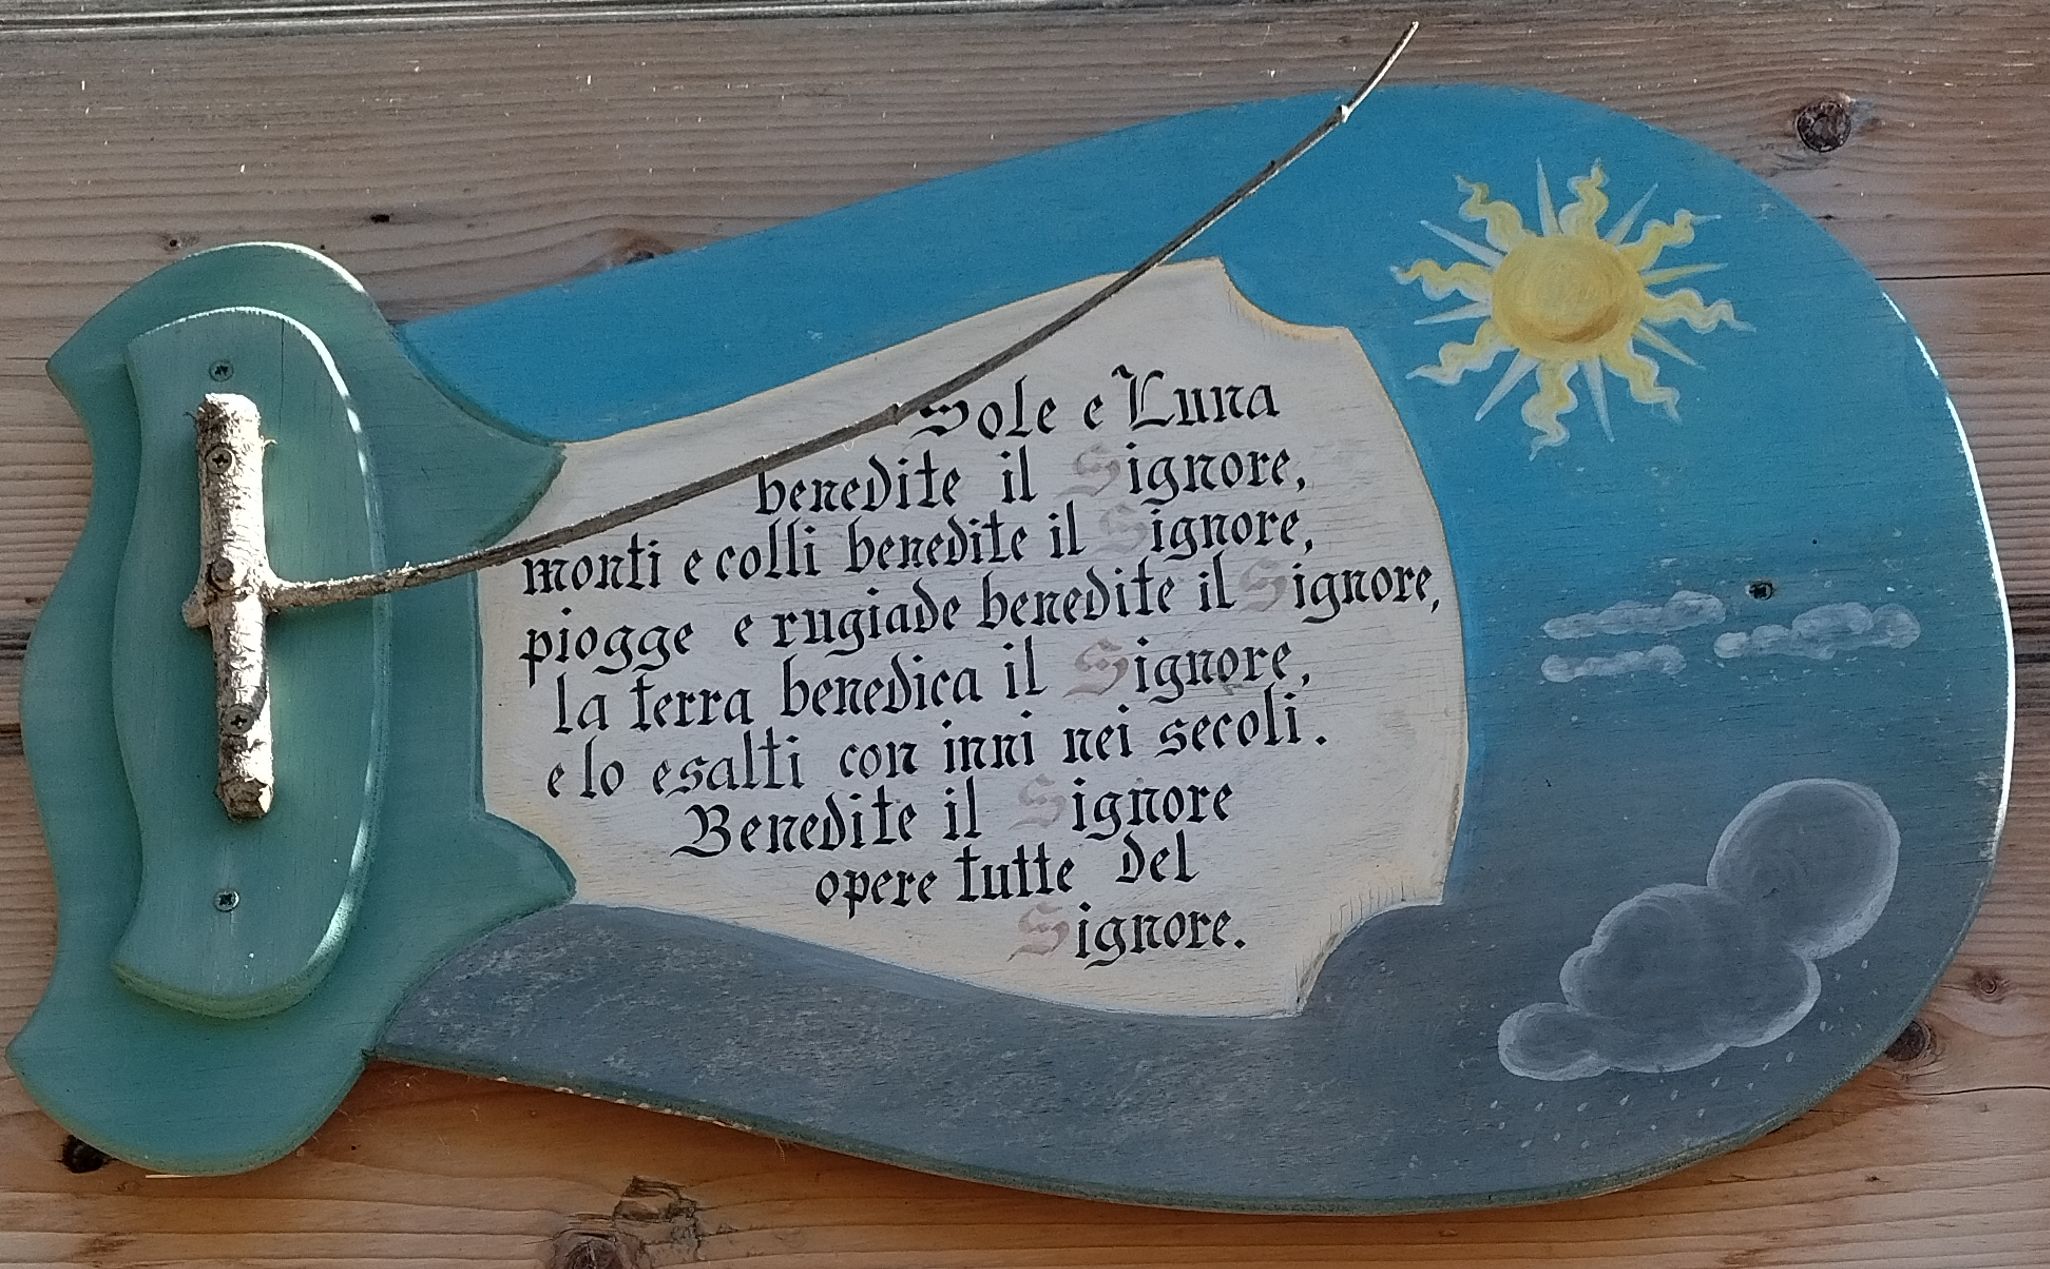 Sole e Luna
benedite il Signore,
monti e colli benedite il Signore,
piogge e rugiade benedite il Signore,
la terra benedica il Signore,
e lo esalti con inni nei secoli.
Benedite il Signore
opere tutte del
Signore.